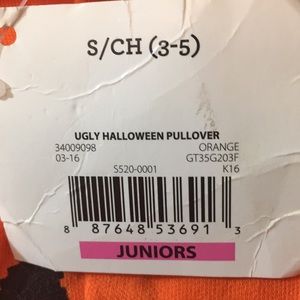 S/CH (3-5)
UGLY HALLOWEEN PULLOVER
34009098 ORANGE
03-16 GT35G203F
S520-0001 K16
8 87648 53691 3
JUNIORS